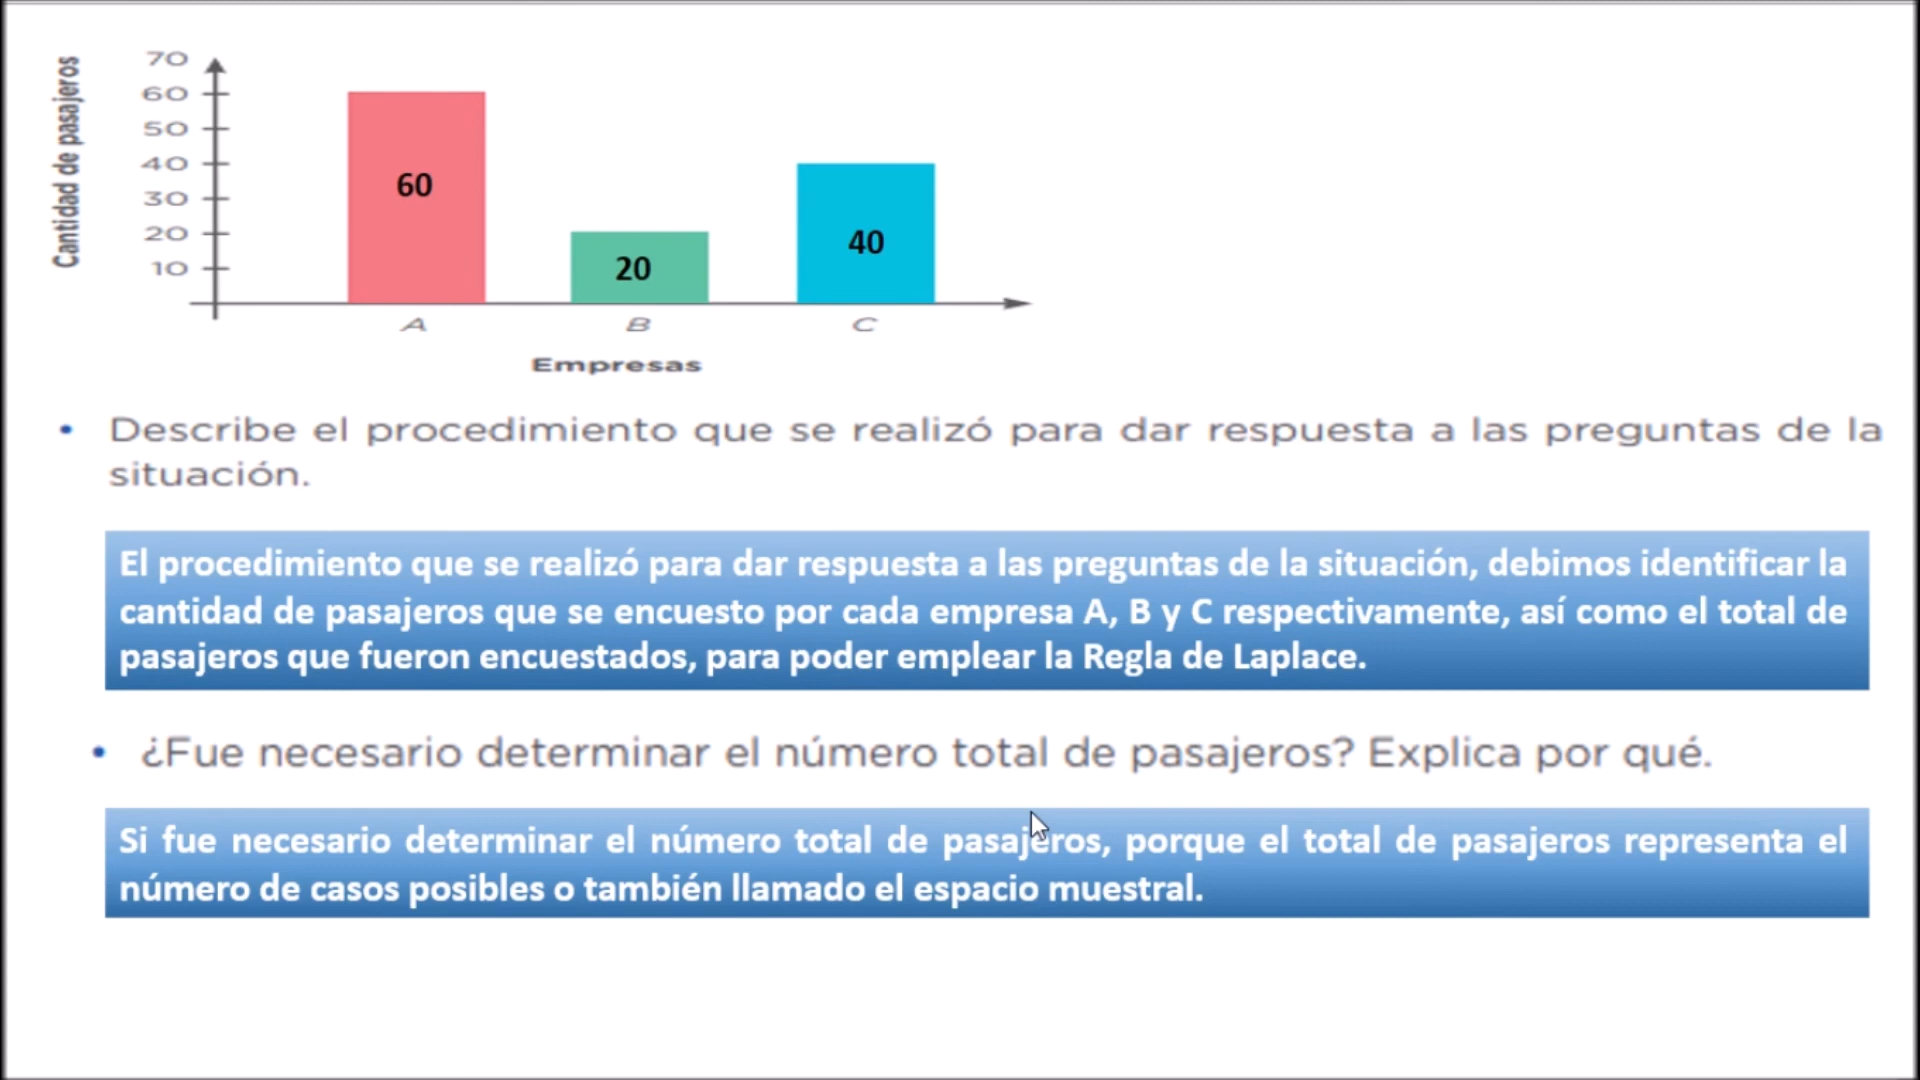 Cantidad de pasajeros
70
60
50
40
30
20
10
60
20
40
A B C
Empresas
• Describe el procedimiento que se realizó para dar respuesta a las preguntas de la
situación.
El procedimiento que se realizó para dar respuesta a las preguntas de la situación, debimos identificar la
cantidad de pasajeros que se encuesto por cada empresa A, B y C respectivamente, así como el total de
pasajeros que fueron encuestados, para poder emplear la Regla de Laplace.
• ¿Fue necesario determinar el número total de pasajeros? Explica por qué.
Si fue necesario determinar el número total de pasajeros, porque el total de pasajeros representa el
número de casos posibles o también llamado el espacio muestral.